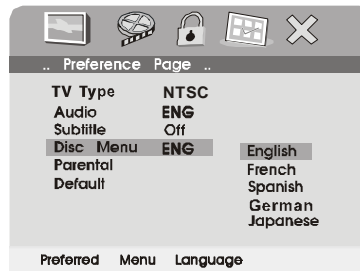 .. Preference Page ..
TV Type NTSC
Audio ENG
Subtitle Off
Disc Menu ENG
Parental
Default
English
French
Spanish
German
Japanese
Preferred Menu Language